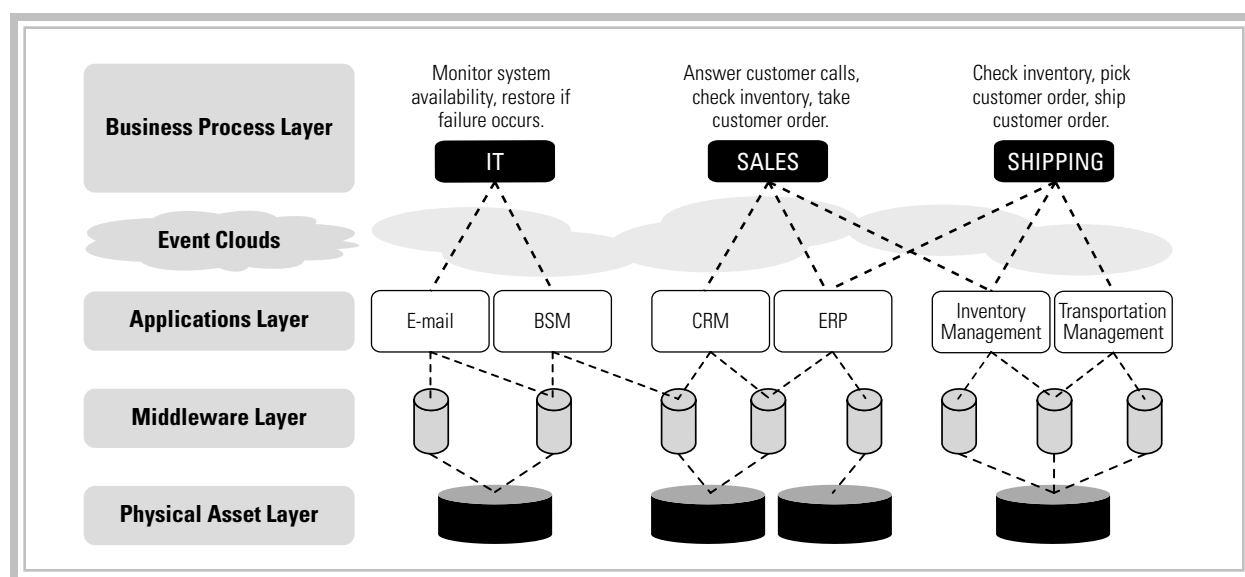 Business Process Layer
Monitor system
availability, restore if
failure occurs.
IT
Answer customer calls,
check inventory, take
customer order.
SALES
Check inventory, pick
customer order, ship
customer order.
SHIPPING
Event Clouds
Applications Layer
E-mail
BSM
CRM
ERP
Inventory
Management
Transportation
Management
Middleware Layer
Physical Asset Layer